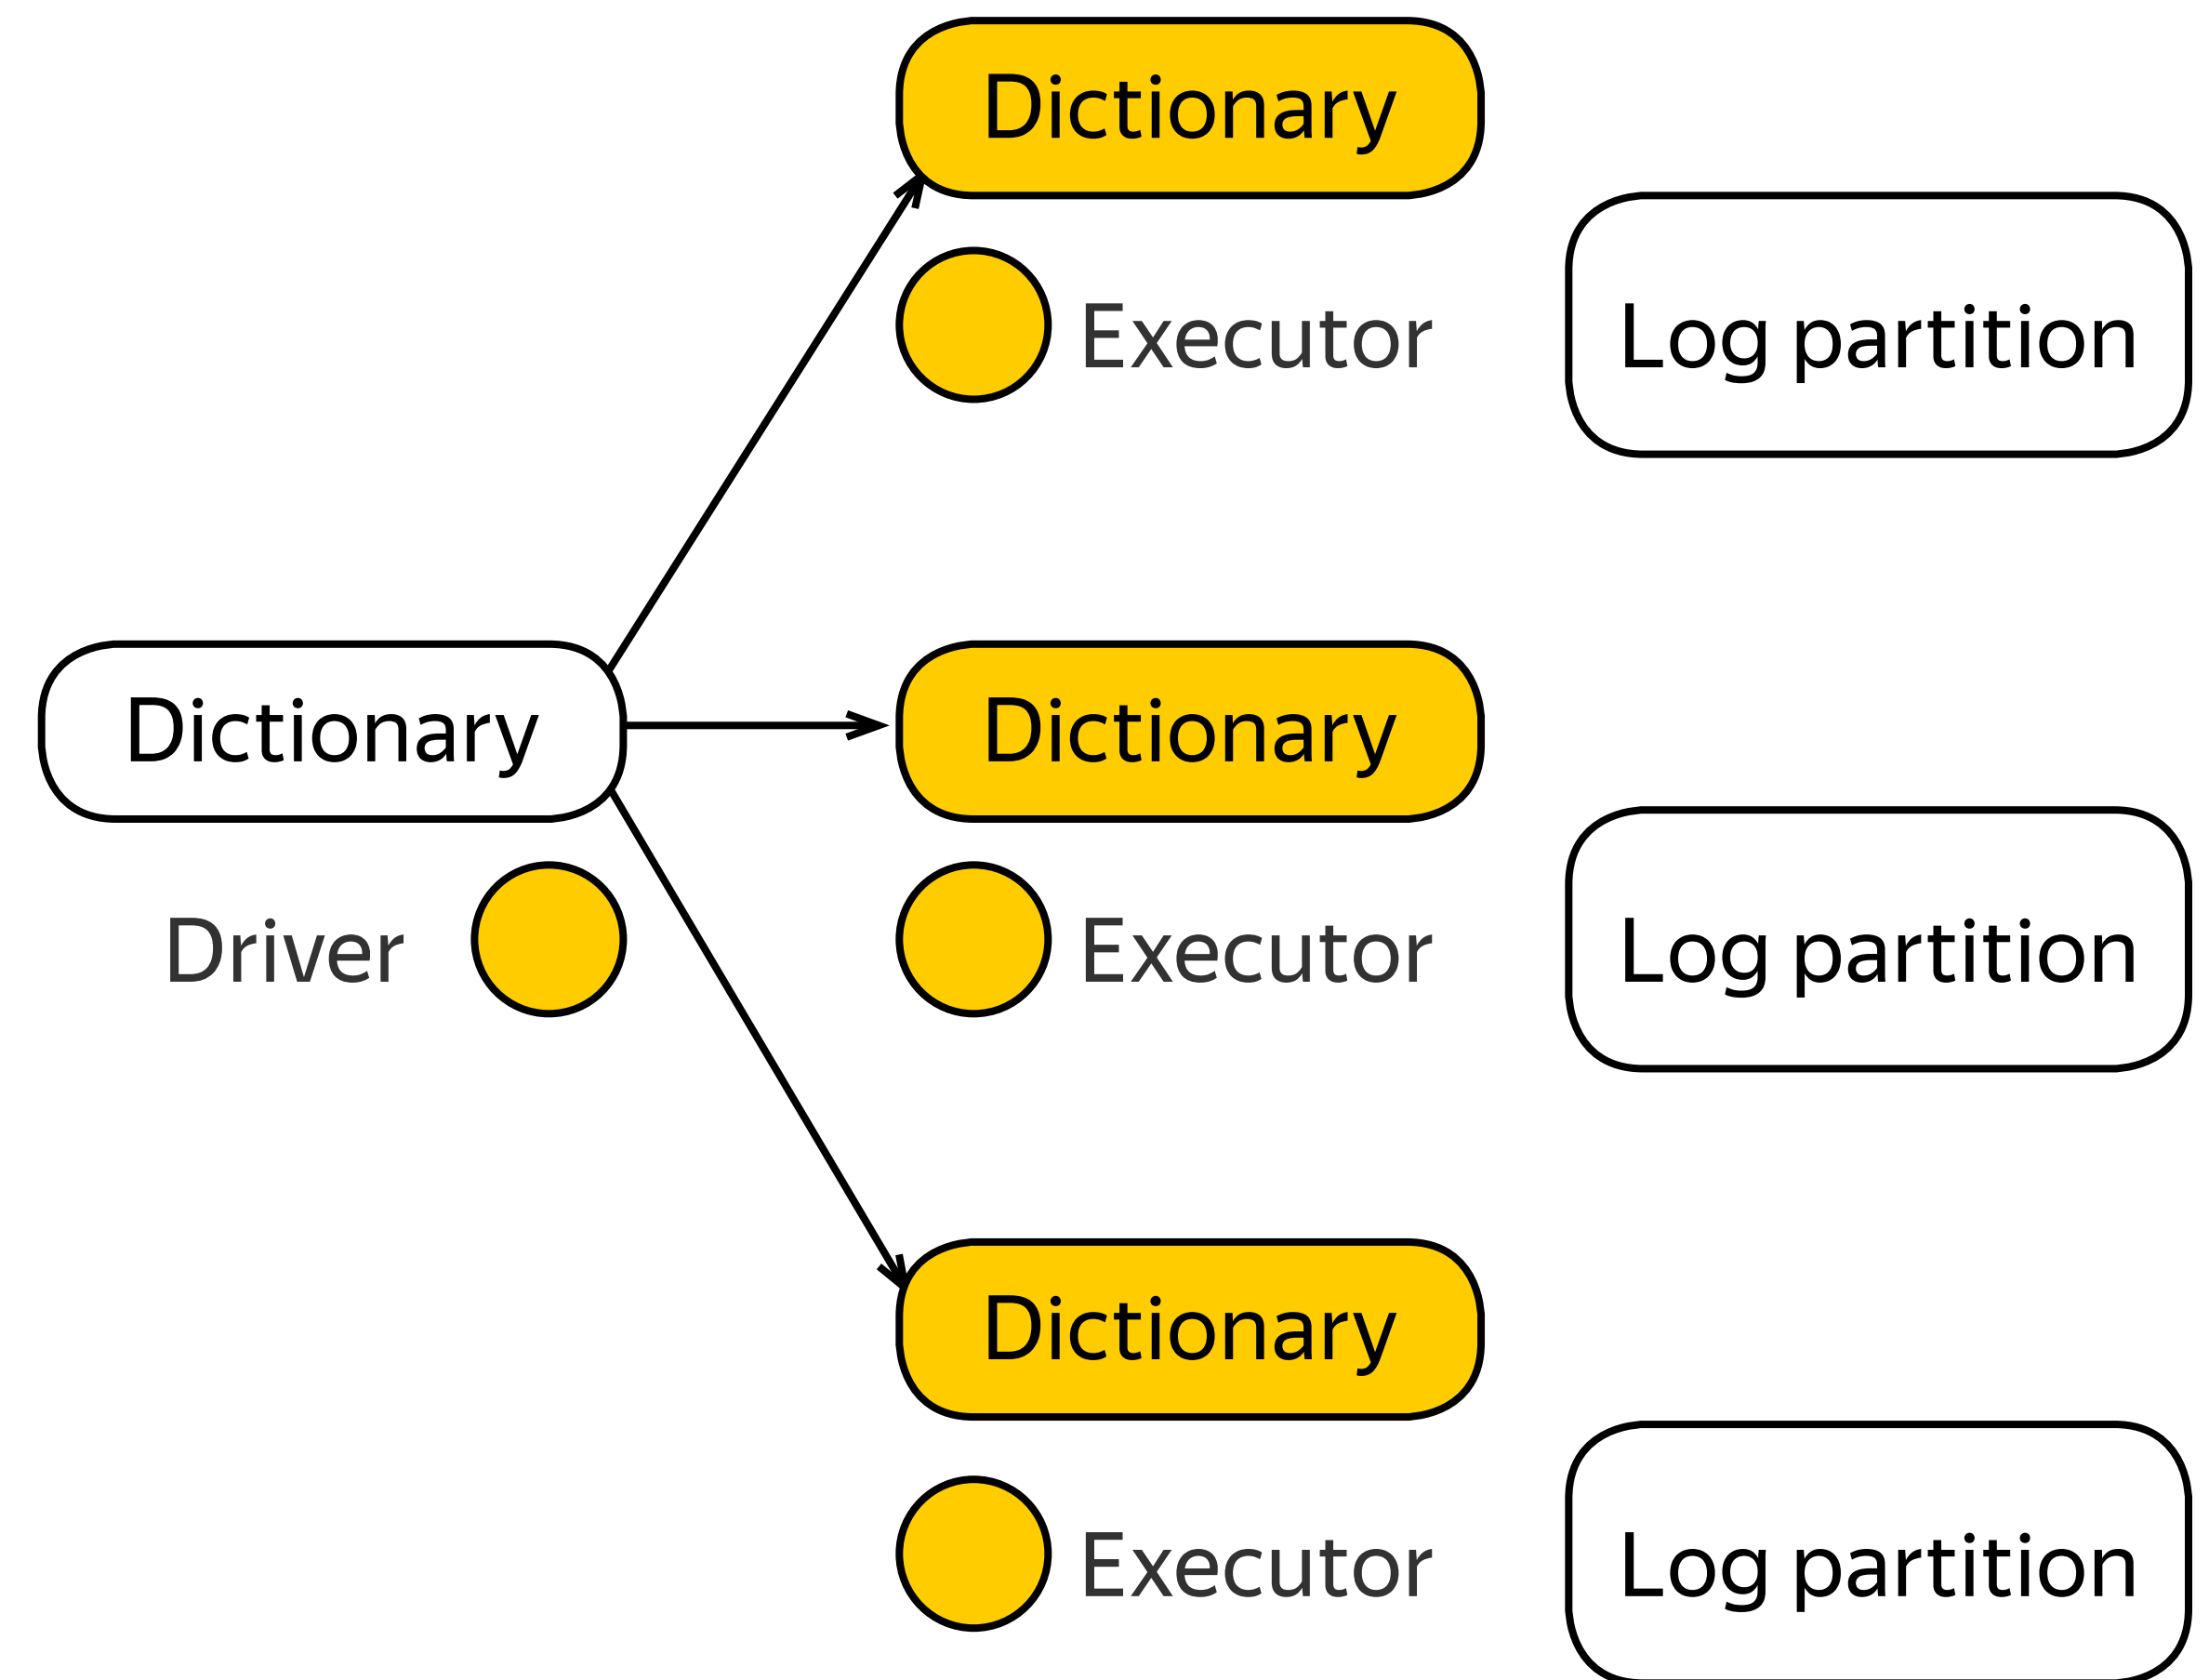 Dictionary
Executor
Log partition
Dictionary
Dictionary
Driver
Executor
Log partition
Dictionary
Executor
Log partition